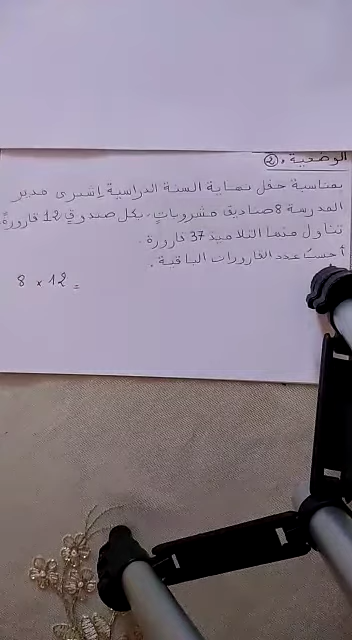 الوضعية ②:
بمناسبة حفل نهاية السنة الدراسية إشترى مدير
المدرسة 8 صناديق مشروبات، بكل صندوق 12 قارورةً
تناول منها التلاميذ 37 قارورة.
أحسبُ عدد القارورات الباقية.
8 × 12 =